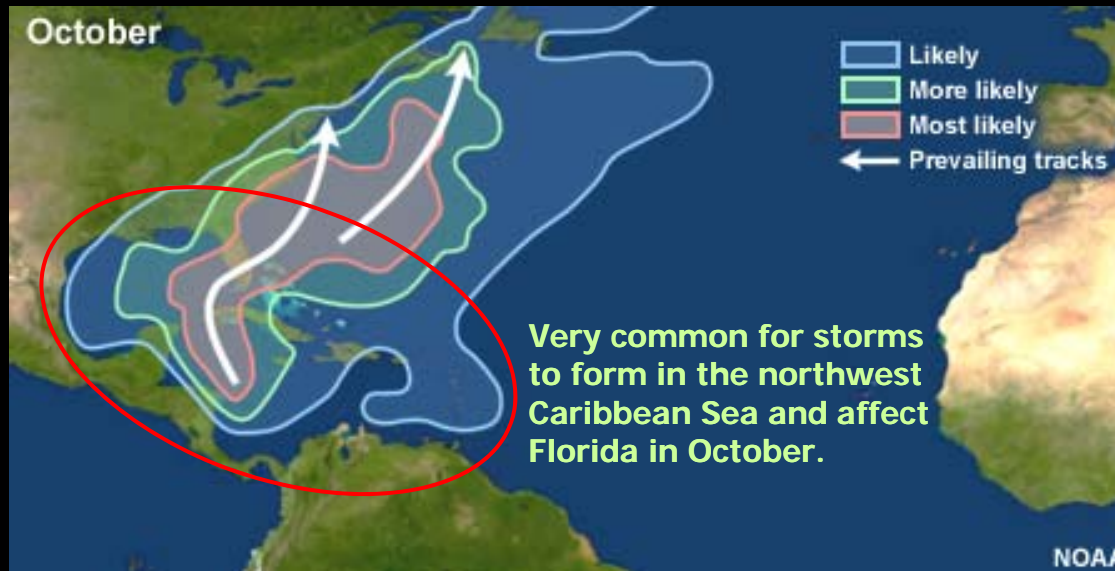 October
Likely
More likely
Most likely
Prevailing tracks
Very common for storms
to form in the northwest
Caribbean Sea and affect
Florida in October.
NOAA